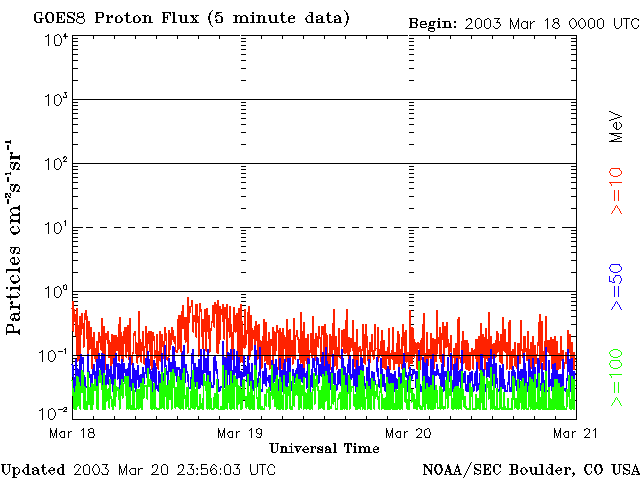 GOES8 Proton Flux (5 minute data)
Begin: 2003 Mar 18 0000 UTC
10⁴
10³
10²
10¹
10⁰
10⁻¹
10⁻²
Particles cm⁻²s⁻¹sr⁻¹
MeV
>=10
>=50
>=100
Mar 18 Mar 19 Mar 20 Mar 21
Universal Time
Updated 2003 Mar 20 23:56:03 UTC
NOAA/SEC Boulder, CO USA